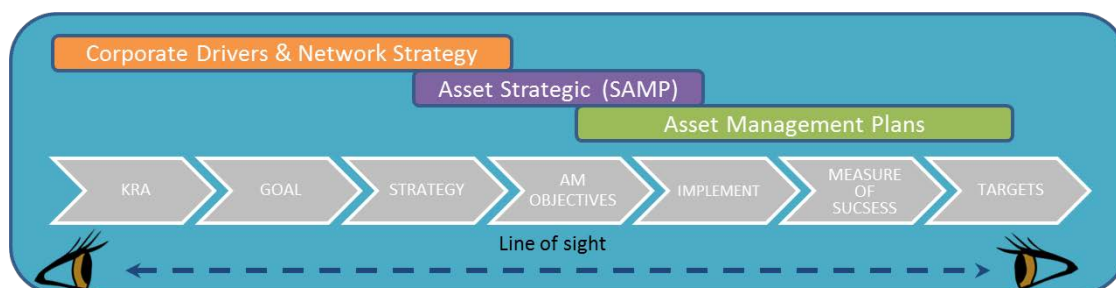 Corporate Drivers & Network Strategy
Asset Strategic (SAMP)
Asset Management Plans
KRA
GOAL
STRATEGY
AM
OBJECTIVES
IMPLEMENT
MEASURE
OF
SUCSESS
TARGETS
Line of sight